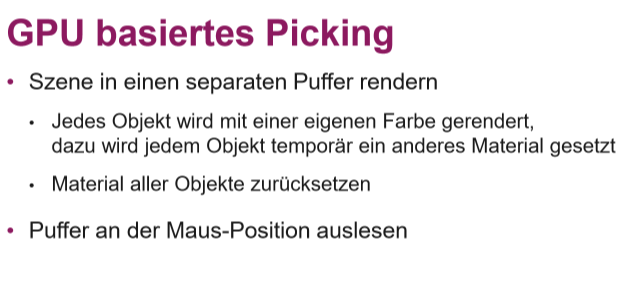 GPU basiertes Picking
• Szene in einen separaten Puffer rendern
• Jedes Objekt wird mit einer eigenen Farbe gerendert,
dazu wird jedem Objekt temporär ein anderes Material gesetzt
• Material aller Objekte zurücksetzen
• Puffer an der Maus-Position auslesen